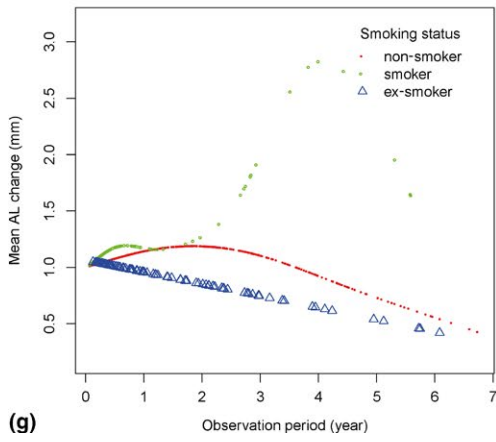 Smoking status
non-smoker
smoker
ex-smoker
Mean AL change (mm)
3.0
2.5
2.0
1.5
1.0
0.5
0 1 2 3 4 5 6 7
(g) Observation period (year)